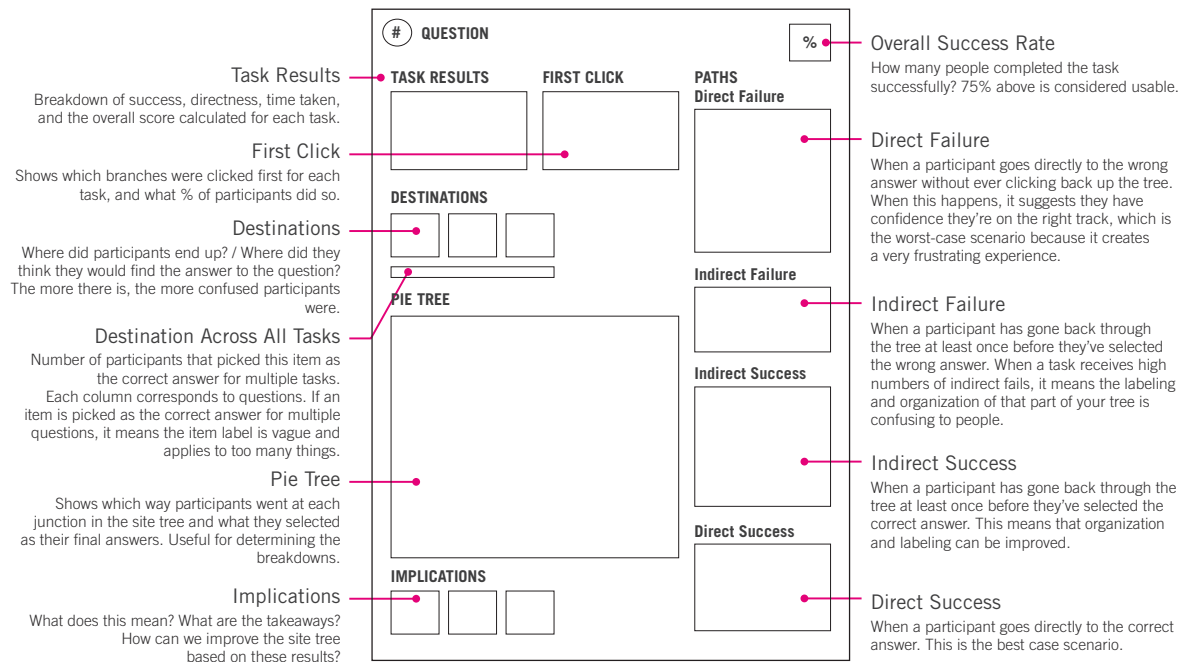 Task Results
Breakdown of success, directness, time taken,
and the overall score calculated for each task.
First Click
Shows which branches were clicked first for each
task, and what % of participants did so.
Destinations
Where did participants end up? / Where did they
think they would find the answer to the question?
The more there is, the more confused participants
were.
Destination Across All Tasks
Number of participants that picked this item as
the correct answer for multiple tasks.
Each column corresponds to questions. If an
item is picked as the correct answer for multiple
questions, it means the item label is vague and
applies to too many things.
Pie Tree
Shows which way participants went at each
junction in the site tree and what they selected
as their final answers. Useful for determining the
breakdowns.
Implications
What does this mean? What are the takeaways?
How can we improve the site tree
based on these results?
# QUESTION
%
TASK RESULTS
FIRST CLICK
DESTINATIONS
PIE TREE
IMPLICATIONS
PATHS
Direct Failure
Indirect Failure
Indirect Success
Direct Success
Overall Success Rate
How many people completed the task
successfully? 75% above is considered usable.
Direct Failure
When a participant goes directly to the wrong
answer without ever clicking back up the tree.
When this happens, it suggests they have
confidence they’re on the right track, which is
the worst-case scenario because it creates
a very frustrating experience.
Indirect Failure
When a participant has gone back through
the tree at least once before they’ve selected
the wrong answer. When a task receives high
numbers of indirect fails, it means the labeling
and organization of that part of your tree is
confusing to people.
Indirect Success
When a participant has gone back through the
tree at least once before they’ve selected the
correct answer. This means that organization
and labeling can be improved.
Direct Success
When a participant goes directly to the correct
answer. This is the best case scenario.